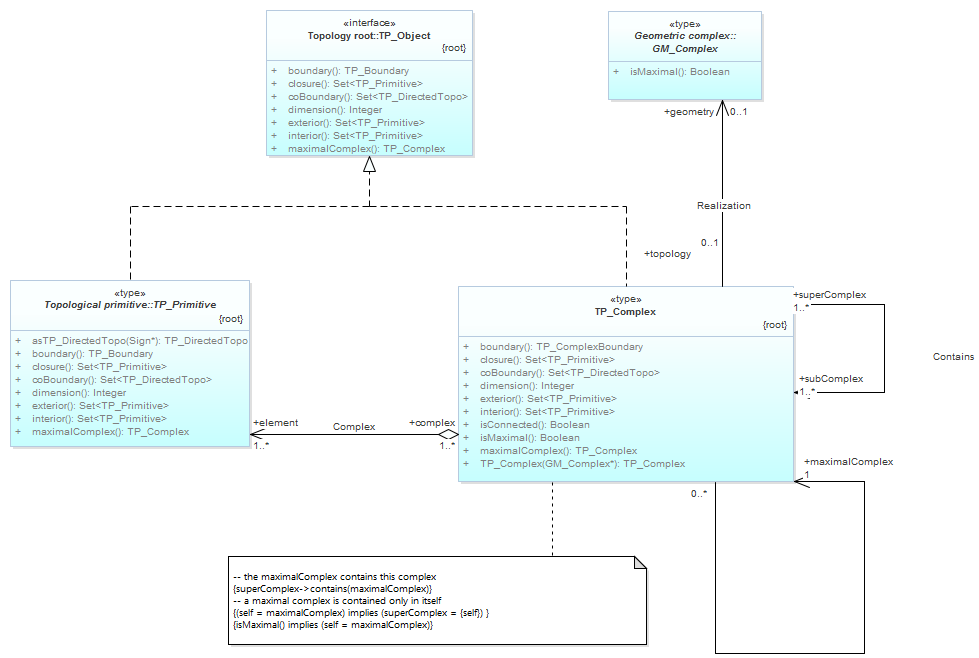 «interface»
Topology root::TP_Object
{root}
+ boundary(): TP_Boundary
+ closure(): Set<TP_Primitive>
+ coBoundary(): Set<TP_DirectedTopo>
+ dimension(): Integer
+ exterior(): Set<TP_Primitive>
+ interior(): Set<TP_Primitive>
+ maximalComplex(): TP_Complex
«type»
Geometric complex::
GM_Complex
+ isMaximal(): Boolean
+geometry
0..1
Realization
0..1
+topology
«type»
Topological primitive::TP_Primitive
{root}
+ asTP_DirectedTopo(Sign*): TP_DirectedTopo
+ boundary(): TP_Boundary
+ closure(): Set<TP_Primitive>
+ coBoundary(): Set<TP_DirectedTopo>
+ dimension(): Integer
+ exterior(): Set<TP_Primitive>
+ interior(): Set<TP_Primitive>
+ maximalComplex(): TP_Complex
+element
1..*
Complex
+complex
1..*
«type»
TP_Complex
{root}
+ boundary(): TP_ComplexBoundary
+ closure(): Set<TP_Primitive>
+ coBoundary(): Set<TP_DirectedTopo>
+ dimension(): Integer
+ exterior(): Set<TP_Primitive>
+ interior(): Set<TP_Primitive>
+ isConnected(): Boolean
+ isMaximal(): Boolean
+ maximalComplex(): TP_Complex
+ TP_Complex(GM_Complex*): TP_Complex
+superComplex
1..*
Contains
+subComplex
1..*
+maximalComplex
1
0..*
-- the maximalComplex contains this complex
{superComplex->contains(maximalComplex)}
-- a maximal complex is contained only in itself
{(self = maximalComplex) implies (superComplex = {self}) }
{isMaximal() implies (self = maximalComplex)}